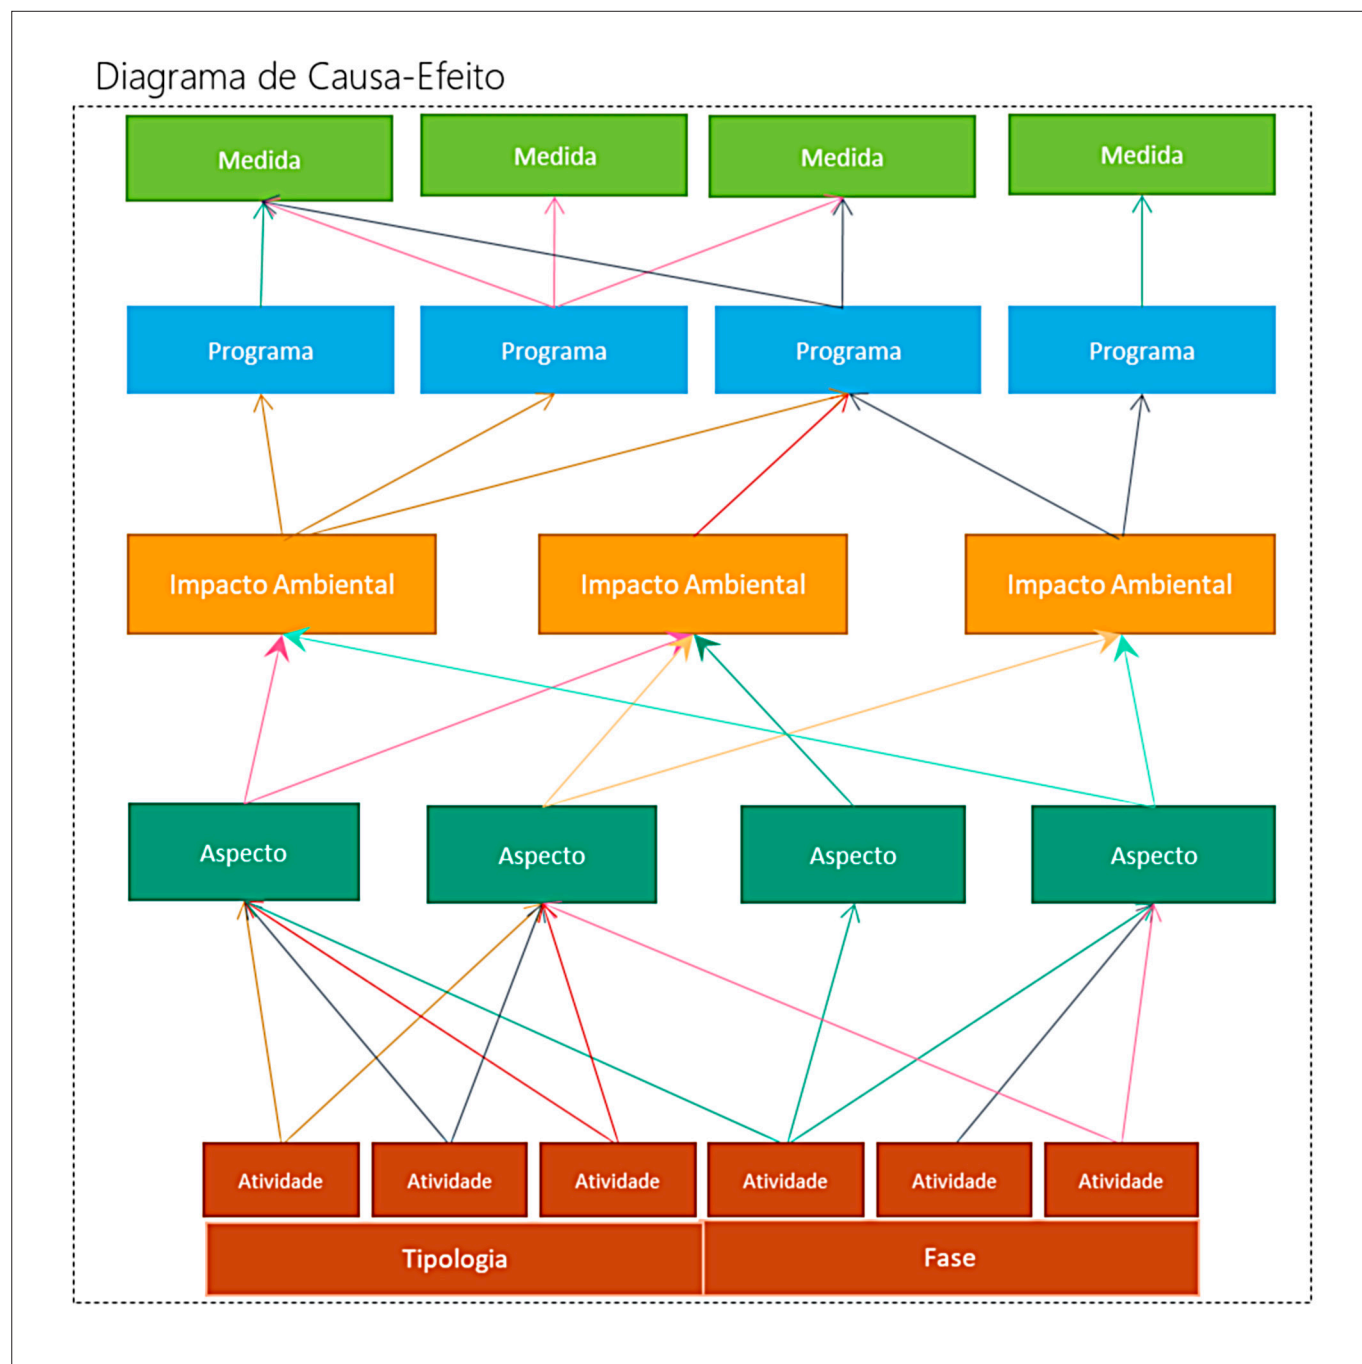 Diagrama de Causa-Efeito
Medida
Medida
Medida
Medida
Programa
Programa
Programa
Programa
Impacto Ambiental
Impacto Ambiental
Impacto Ambiental
Aspecto
Aspecto
Aspecto
Aspecto
Atividade
Atividade
Atividade
Atividade
Atividade
Atividade
Tipologia
Fase